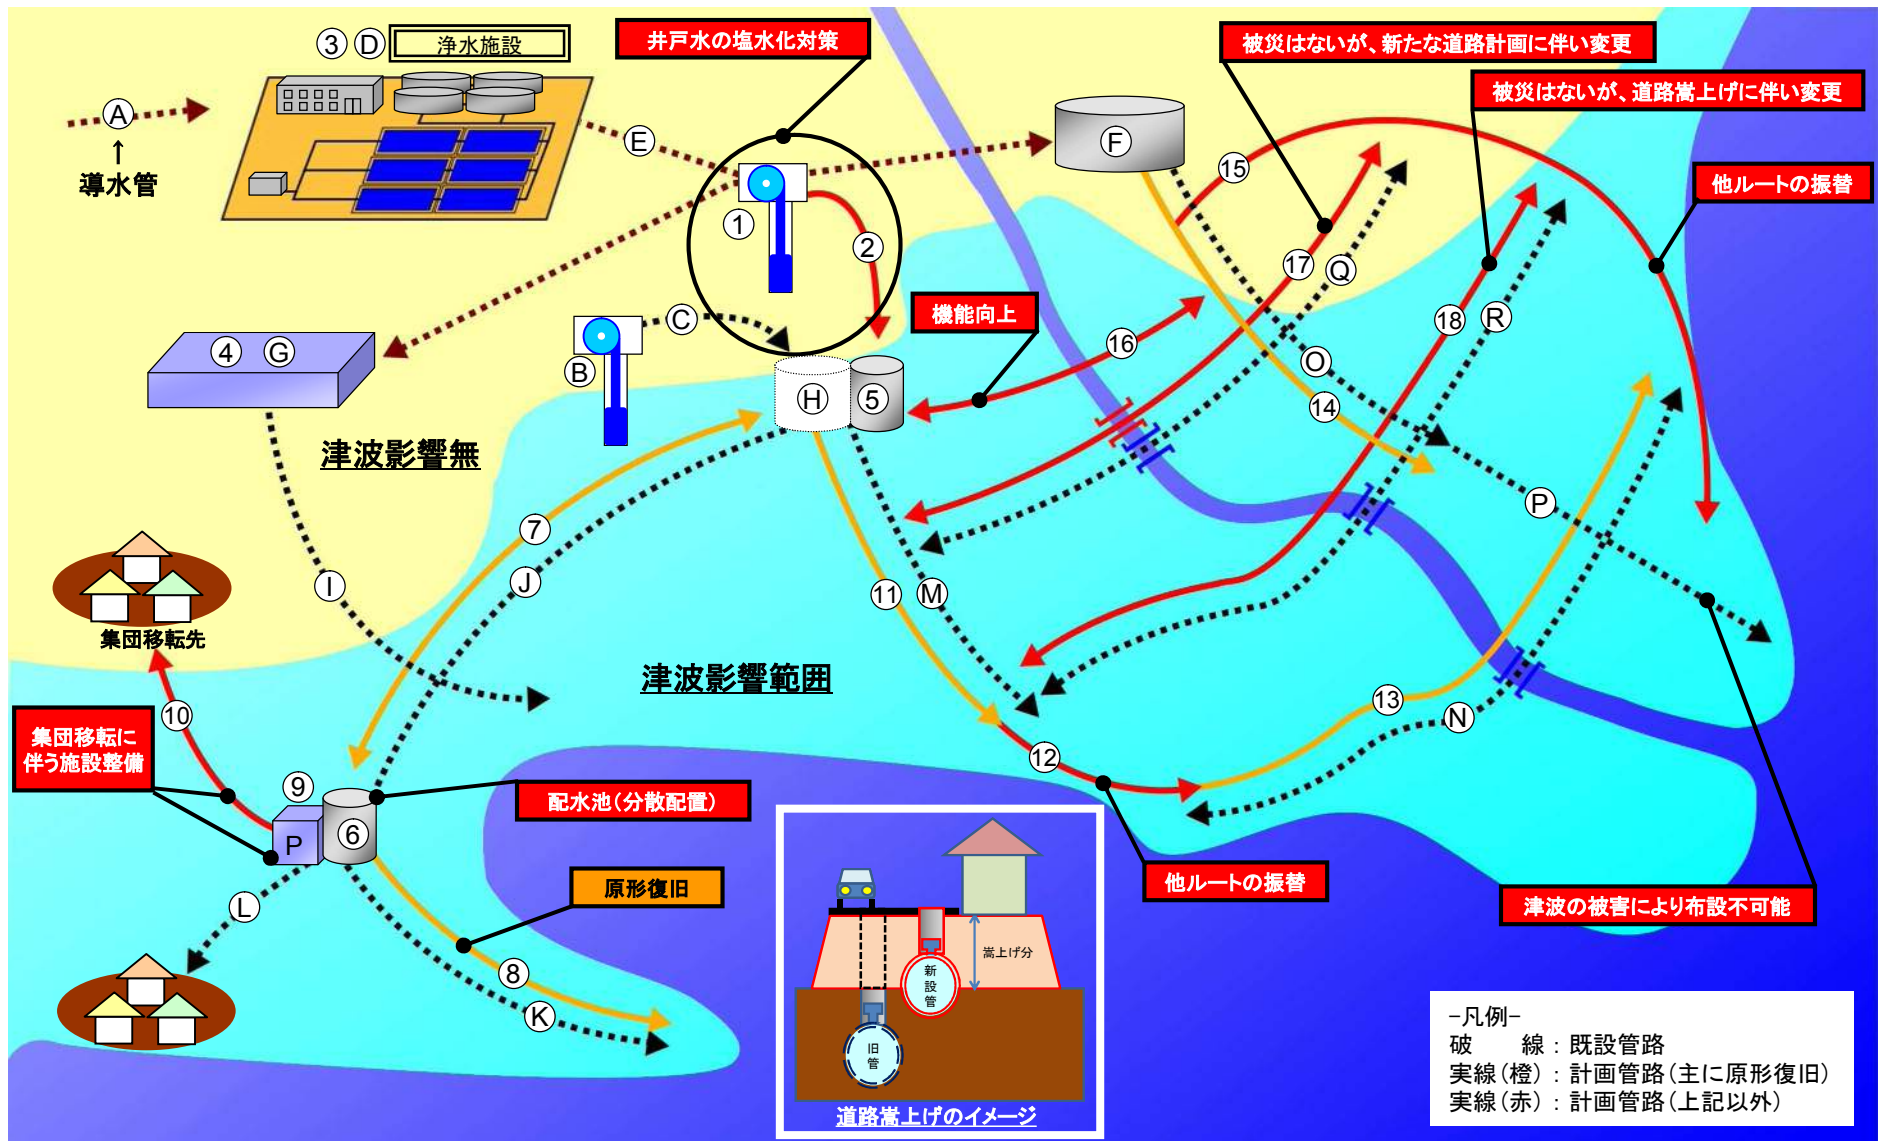 ③ Ⓓ 浄水施設
井戸水の塩水化対策
被災はないが、新たな道路計画に伴い変更
被災はないが、道路嵩上げに伴い変更
他ルートの振替
Ⓐ
↑
導水管
Ⓔ
Ⓕ
⑮
①
②
⑰
Ⓠ
Ⓒ
機能向上
⑯
⑱
Ⓡ
④ Ⓖ
Ⓑ
Ⓗ
⑤
Ⓞ
⑭
津波影響無
⑦
Ⓟ
Ⓘ
Ⓙ
⑪
Ⓜ
集団移転先
津波影響範囲
⑩
⑬
Ⓝ
集団移転に
伴う施設整備
⑫
⑨
P
⑥
配水池(分散配置)
他ルートの振替
原形復旧
津波の被害により布設不可能
Ⓛ
⑧
Ⓚ
嵩上げ分
新
設
管
旧
管
道路嵩上げのイメージ
-凡例-
破 線:既設管路
実線(橙):計画管路(主に原形復旧)
実線(赤):計画管路(上記以外)